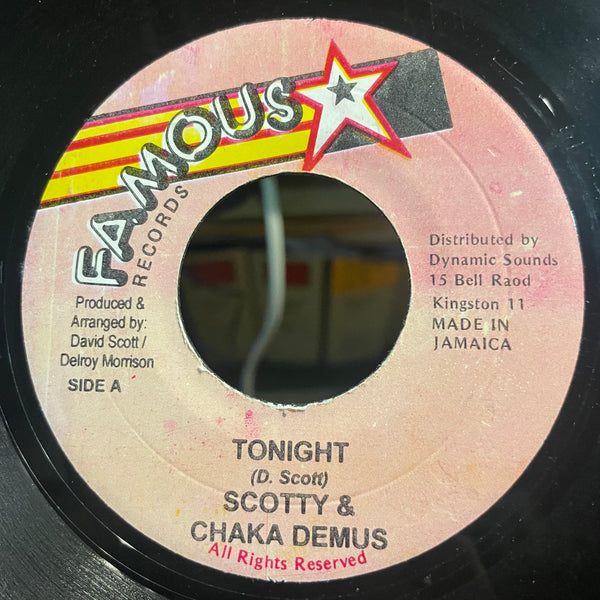 FAMOUS
RECORDS
Produced &
Arranged by:
David Scott /
Delroy Morrison
SIDE A
Distributed by
Dynamic Sounds
15 Bell Raod
Kingston 11
MADE IN
JAMAICA
TONIGHT
(D. Scott)
SCOTTY &
CHAKA DEMUS
All Rights Reserved